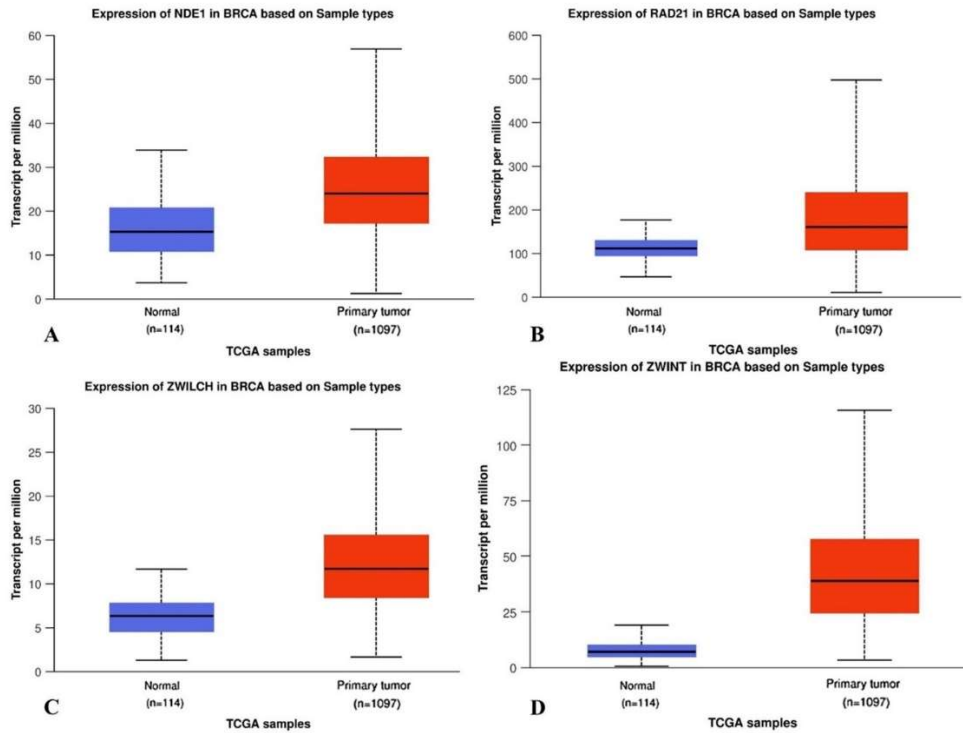 Expression of NDE1 in BRCA based on Sample types
Transcript per million
60
50
40
30
20
10
0
Normal
(n=114)
Primary tumor
(n=1097)
TCGA samples
A
Expression of RAD21 in BRCA based on Sample types
Transcript per million
600
500
400
300
200
100
0
Normal
(n=114)
Primary tumor
(n=1097)
TCGA samples
B
Expression of ZWILCH in BRCA based on Sample types
Transcript per million
30
25
20
15
10
5
0
Normal
(n=114)
Primary tumor
(n=1097)
TCGA samples
C
Expression of ZWINT in BRCA based on Sample types
Transcript per million
125
100
75
50
25
0
Normal
(n=114)
Primary tumor
(n=1097)
TCGA samples
D